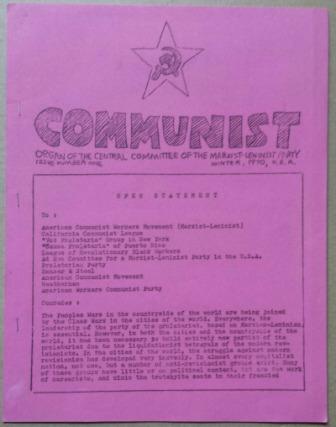 COMMUNIST
ORGAN OF THE CENTRAL COMMITTEE OF THE MARXIST-LENINIST PARTY
ISSUE NUMBER ONE WINTER, 1970, U.S.A.
OPEN STATEMENT
To :
American Communist Workers Movement (Marxist-Leninist)
California Communist League
"Vox Proletaria" Group in New York
of Puerto Rico
League of Revolutionary Black Workers
Ad Hoc Committee for a Marxist-Leninist Party in the U.S.A.
Proletarian Party
Hammer & Steel
American Communist Movement
Weatherman
American Workers Communist Party
Comrades :
The Peoples Wars in the countryside of the world are being joined
by the Class Wars in the cities of the world. Everywhere, the
leadership of the party of the proletariat, based on Marxism-Leninism
is essential. However, in both the cities and the countryside of the
world, it has been necessary to build entirely new parties of the
proletariat due to the liquidationist betrayals of the modern rev-
isionists. In the cities of the world, the struggle against modern
revisionism has developed very unevenly. In almost every capitalist
nation, not one, but a number of anti-revisionist groups exist. Many
of these groups have little or no political content, are the work
of careerists, and mimic the trotskyite sects in their frenzied